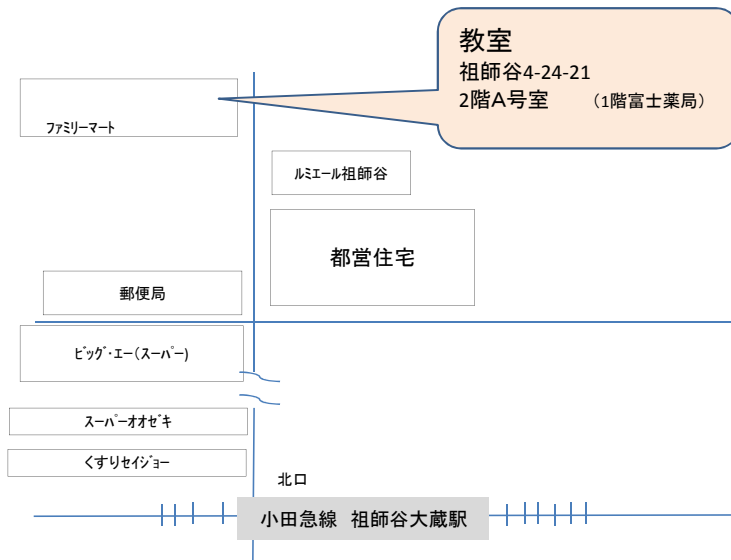 教室
祖師谷4-24-21
2階A号室 （1階富士薬局）
ﾌｧﾐﾘｰﾏｰﾄ
ﾙﾐｴｰﾙ祖師谷
都営住宅
郵便局
ﾋﾞｯｸﾞ･エー（スーパー)
スーパーオオゼキ
くすりセイジョー
北口
小田急線 祖師谷大蔵駅